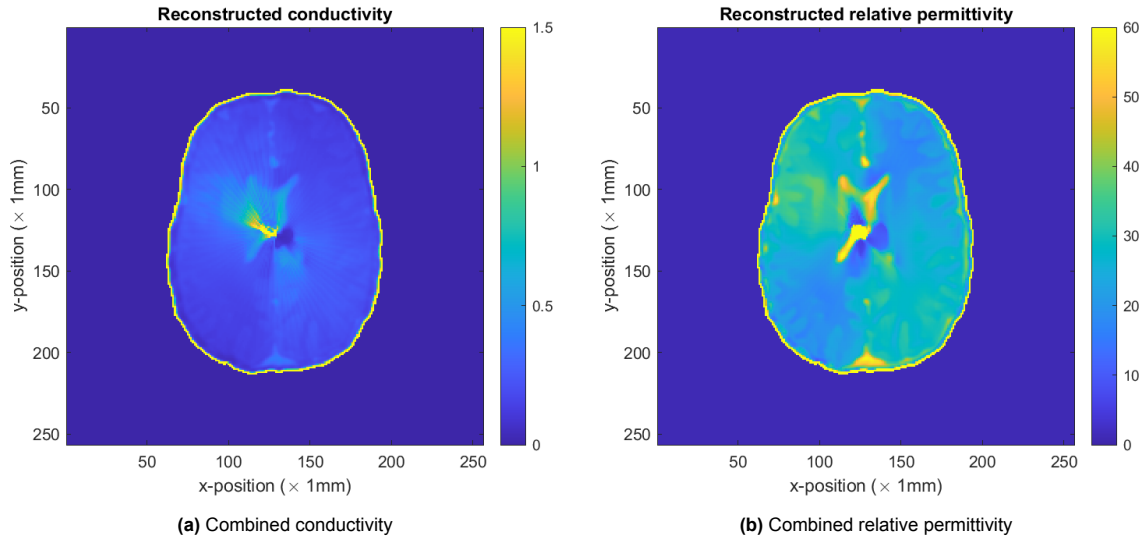 Reconstructed conductivity
1.5
1
0.5
0
50
100
150
200
250
y-position (× 1mm)
50 100 150 200 250
x-position (× 1mm)
(a) Combined conductivity
Reconstructed relative permittivity
60
50
40
30
20
10
0
50
100
150
200
250
y-position (× 1mm)
50 100 150 200 250
x-position (× 1mm)
(b) Combined relative permittivity